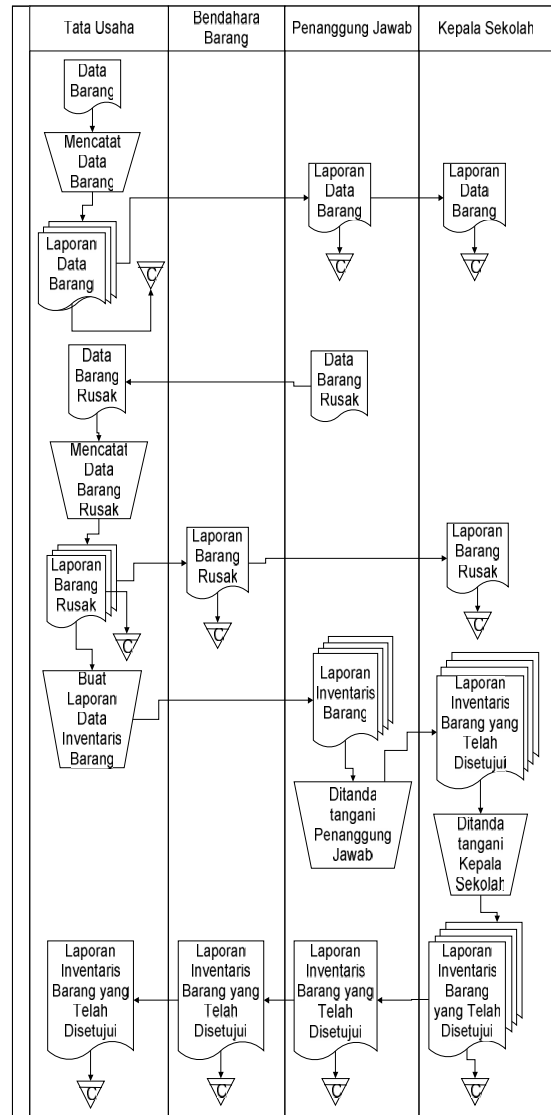 Tata Usaha
Bendahara
Barang
Penanggung Jawab
Kepala Sekolah
Data
Barang
Mencatat
Data
Barang
Laporan
Data
Barang
C
Laporan
Data
Barang
C
Laporan
Data
Barang
C
Data
Barang
Rusak
Data
Barang
Rusak
Mencatat
Data
Barang
Rusak
Laporan
Barang
Rusak
C
Laporan
Barang
Rusak
C
Laporan
Barang
Rusak
C
Buat
Laporan
Data
Inventaris
Barang
Laporan
Inventaris
Barang
Laporan
Inventaris
Barang yang
Telah
Disetujui
Ditanda
tangani
Penanggung
Jawab
Ditanda
tangani
Kepala
Sekolah
Laporan
Inventaris
Barang yang
Telah
Disetujui
C
Laporan
Inventaris
Barang yang
Telah
Disetujui
C
Laporan
Inventaris
Barang yang
Telah
Disetujui
C
Laporan
Inventaris
Barang
yang Telah
Disetujui
C